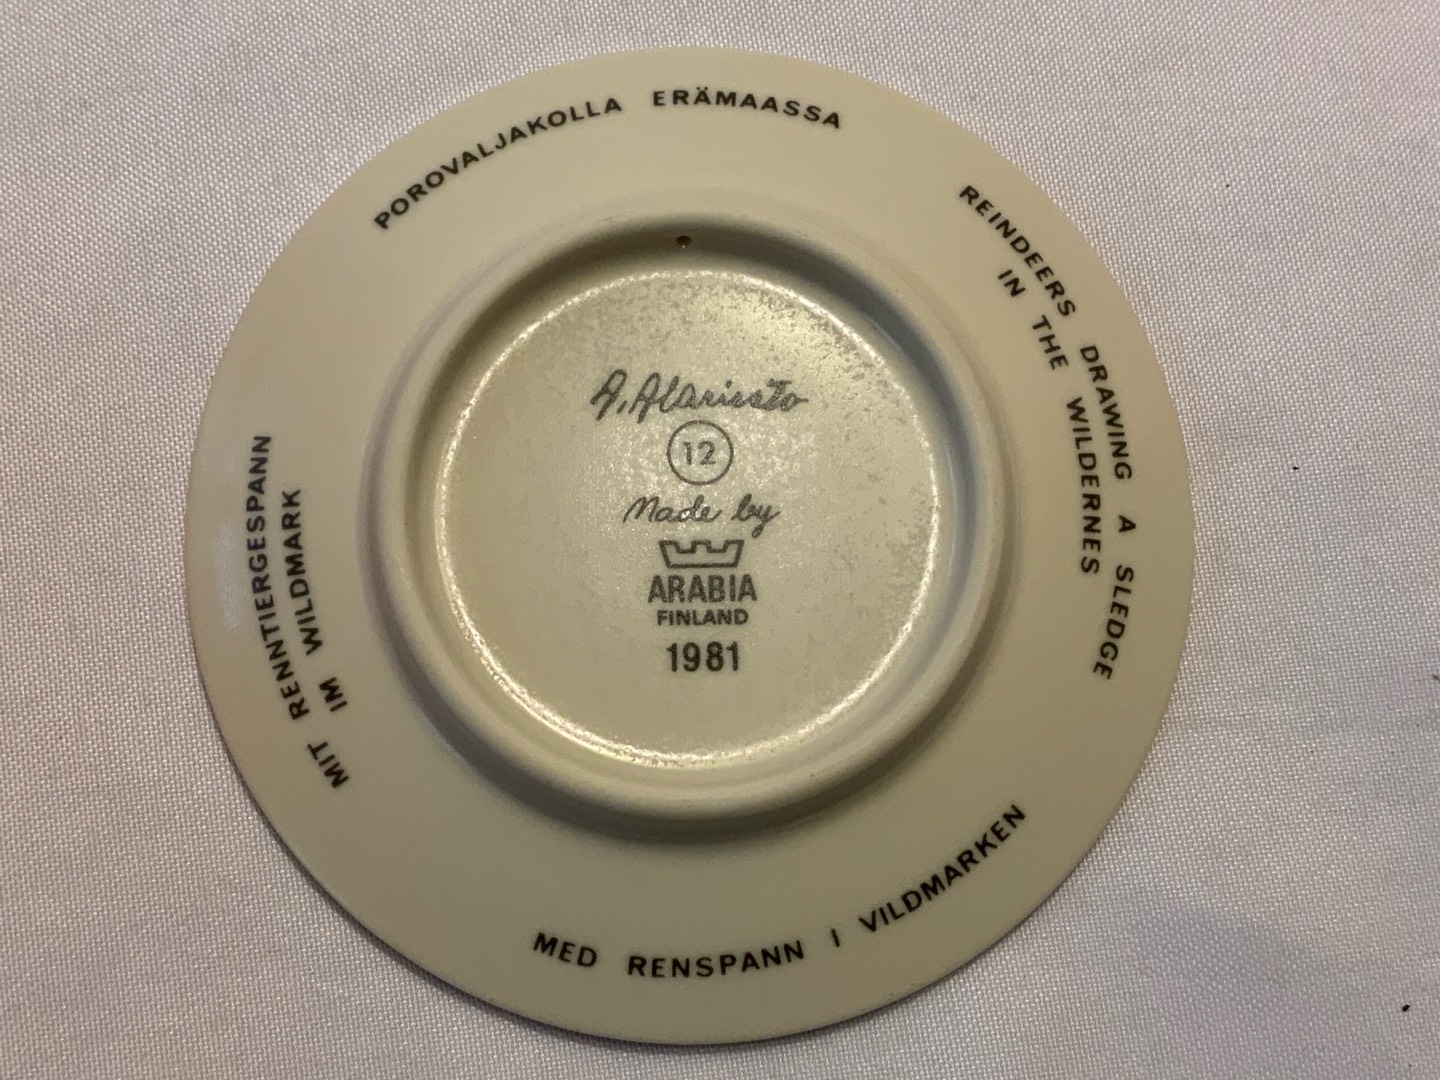 POROVALJAKOLLA ERÄMAASSA
REINDEERS DRAWING A SLEDGE
IN THE WILDERNES
MED RENSPANN I VILDMARKEN
MIT RENNTIERGESPANN
IM WILDMARK
A. Alariesto
12
Made by
ARABIA
FINLAND
1981